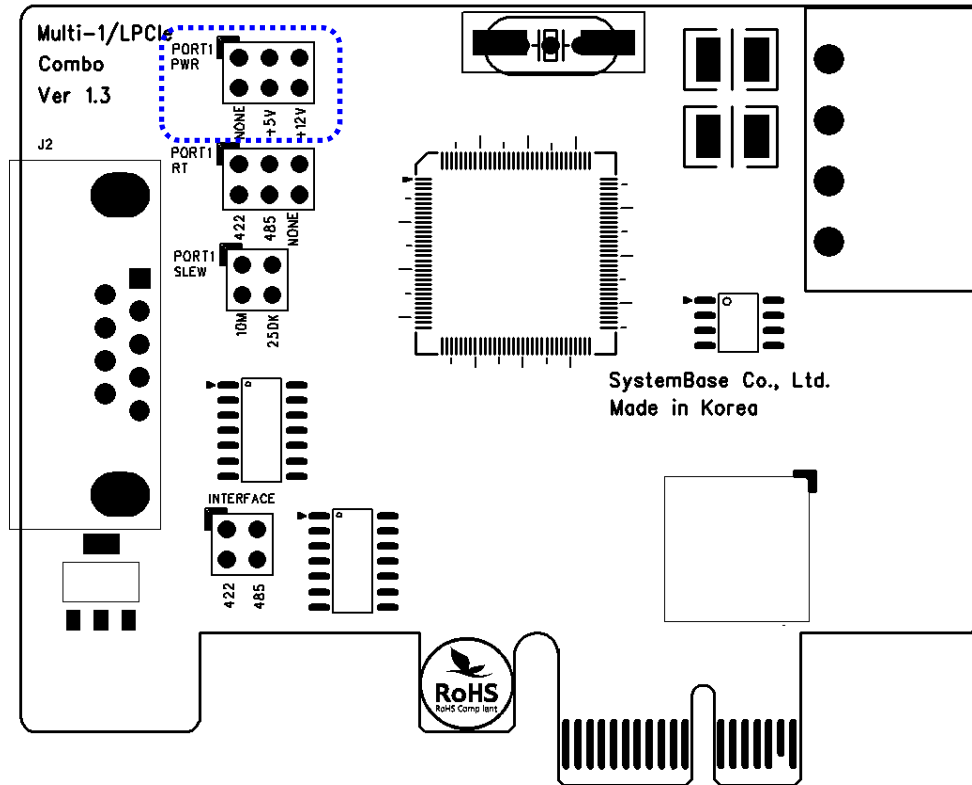 Multi-1/LPCIe
Combo
Ver 1.3
PORT1
PWR
NONE
+5V
+12V
J2
PORT1
RT
422
485
NONE
PORT1
SLEW
10M
250K
SystemBase Co., Ltd.
Made in Korea
INTERFACE
422
485
RoHS
RoHS Compliant